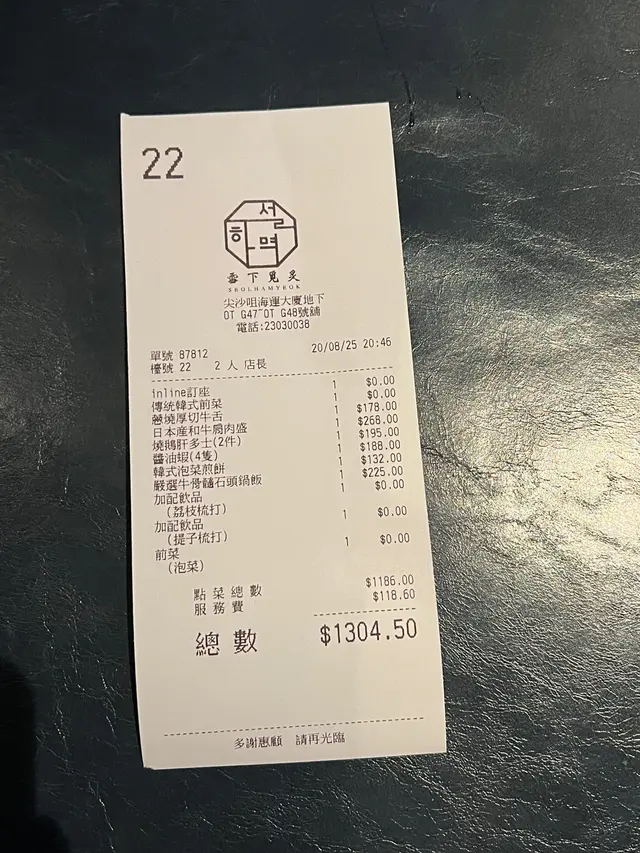 22
설
하 멱
雪下覓炙
SEOLHAMYEOK
尖沙咀海運大廈地下
OT G47~OT G48號舖
電話:23030038
單號 87812 20/08/25 20:46
檯號 22 2 人 店長
inline訂座 1 $0.00
傳統韓式前菜 1 $0.00
戇燒厚切牛舌 1 $178.00
日本産和牛肩肉盛 1 $268.00
燒鵝肝多士(2件) 1 $195.00
醬油蝦(4隻) 1 $188.00
韓式泡菜煎餅 1 $132.00
嚴選牛骨髓石頭鍋飯 1 $225.00
加配飲品 1 $0.00
(荔枝梳打)
加配飲品 1 $0.00
(提子梳打)
前菜 1 $0.00
(泡菜)
點菜總數 $1186.00
服務費 $118.60
總數 $1304.50
多謝惠顧 請再光臨